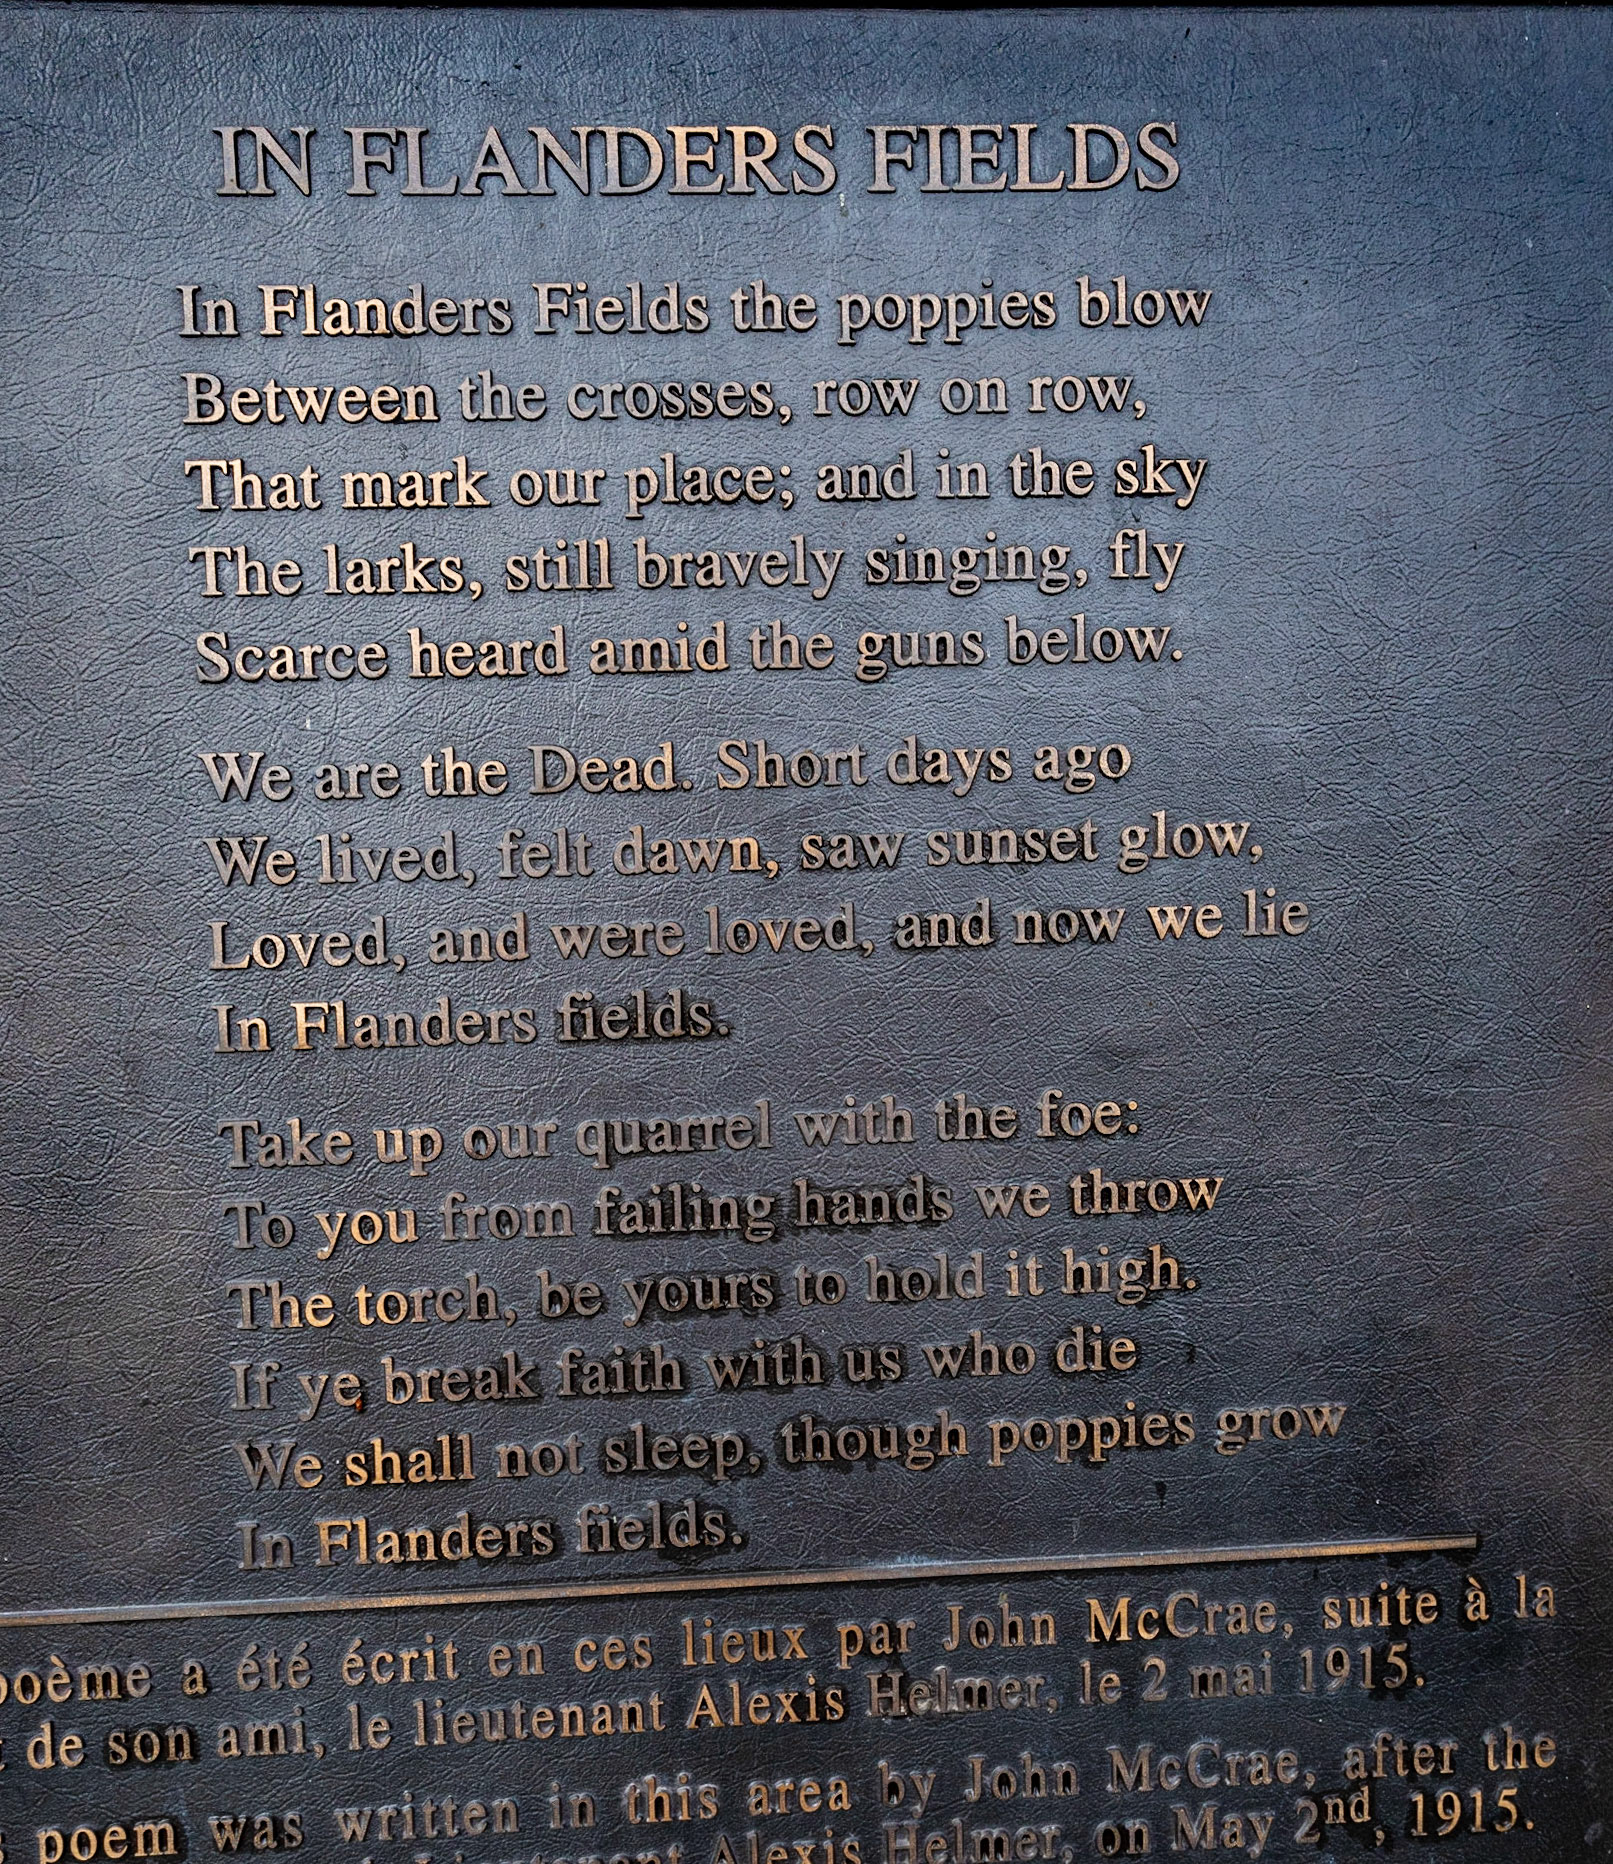 IN FLANDERS FIELDS
In Flanders Fields the poppies blow
Between the crosses, row on row,
That mark our place; and in the sky
The larks, still bravely singing, fly
Scarce heard amid the guns below.
We are the Dead. Short days ago
We lived, felt dawn, saw sunset glow,
Loved, and were loved, and now we lie
In Flanders fields.
Take up our quarrel with the foe:
To you from failing hands we throw
The torch, be yours to hold it high.
If ye break faith with us who die
We shall not sleep, though poppies grow
In Flanders fields.
poème a été écrit en ces lieux par John McCrae, suite à la
de son ami, le lieutenant Alexis Helmer, le 2 mai 1915.
poem was written in this area by John McCrae, after the
Lieutenant Alexis Helmer, on May 2nd, 1915.